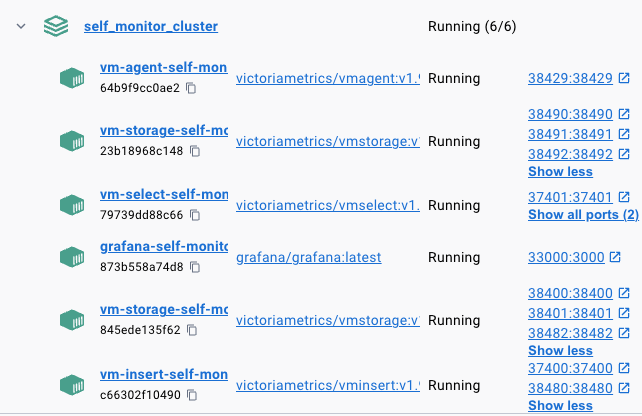 self_monitor_cluster Running (6/6)
vm-agent-self-mon victoriametrics/vmagent:v1. Running 38429:38429
64b9f9cc0ae2
38490:38490
vm-storage-self-mo victoriametrics/vmstorage:v Running 38491:38491
23b18968c148 38492:38492
Show less
vm-select-self-mon victoriametrics/vmselect:v1. Running 37401:37401
79739dd88c66 Show all ports (2)
grafana-self-monito grafana/grafana:latest Running 33000:3000
873b558a74d8
38400:38400
vm-storage-self-mo victoriametrics/vmstorage:v Running 38401:38401
845ede135f62 38482:38482
Show less
vm-insert-self-mon victoriametrics/vminsert:v1. Running 37400:37400
c66302f10490 38480:38480
Show less